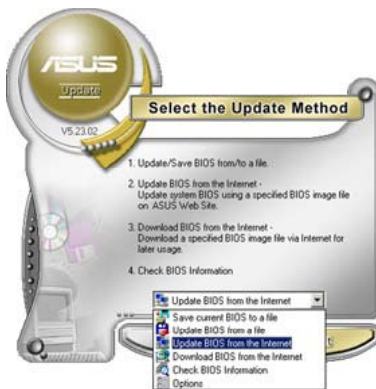 ASUS
Update
V5.23.02
Select the Update Method
1. Update/Save BIOS from/to a file.
2. Update BIOS from the Internet -
Update system BIOS using a specified BIOS image file
on ASUS Web Site.
3. Download BIOS from the Internet -
Download a specified BIOS image file via Internet for
later usage.
4. Check BIOS Information
Update BIOS from the Internet
Save current BIOS to a file
Update BIOS from a file
Update BIOS from the Internet
Download BIOS from the Internet
Check BIOS Information
Options